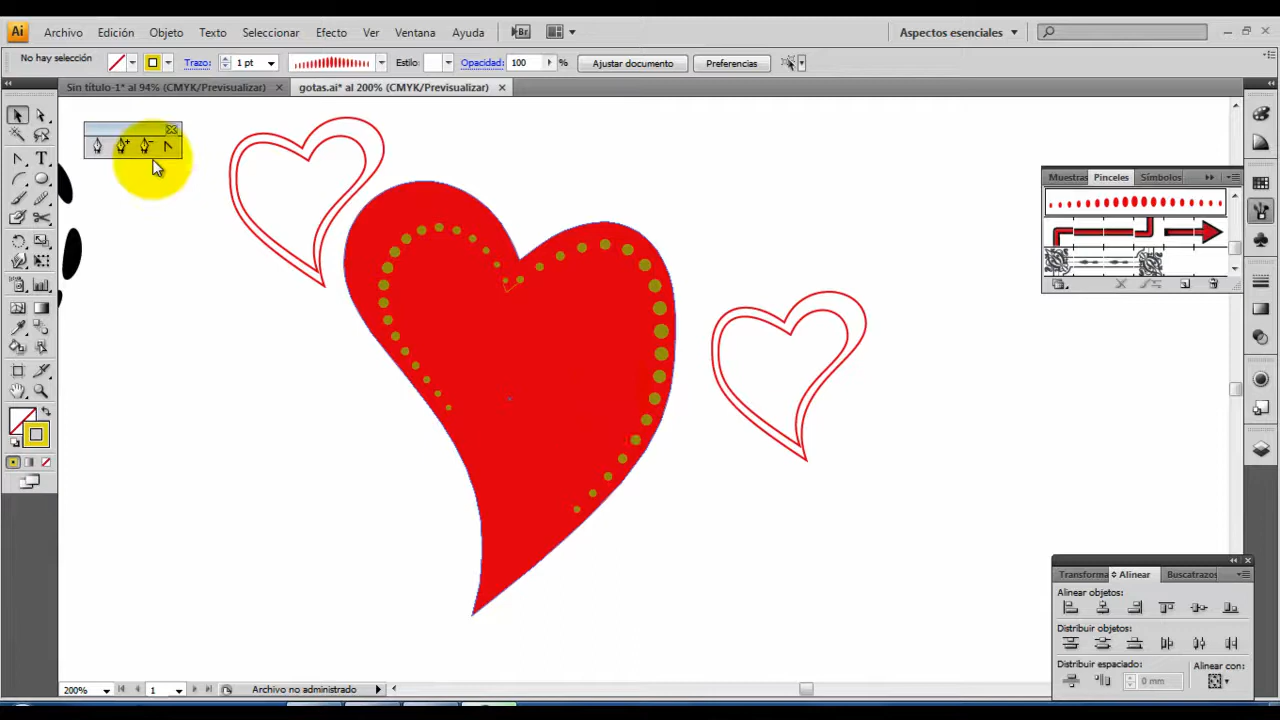 Ai Archivo Edición Objeto Texto Seleccionar Efecto Ver Ventana Ayuda Br Aspectos esenciales
No hay selección Trazo: 1 pt Estilo: Opacidad: 100 % Ajustar documento Preferencias
Sin título-1* al 94% (CMYK/Previsualizar) gotas.ai* al 200% (CMYK/Previsualizar)
Muestras Pinceles Símbolos
Transforma Alinear Buscatrazos
Alinear objetos:
Distribuir objetos:
Distribuir espaciado: Alinear con:
0 mm
200% 1 Archivo no administrado